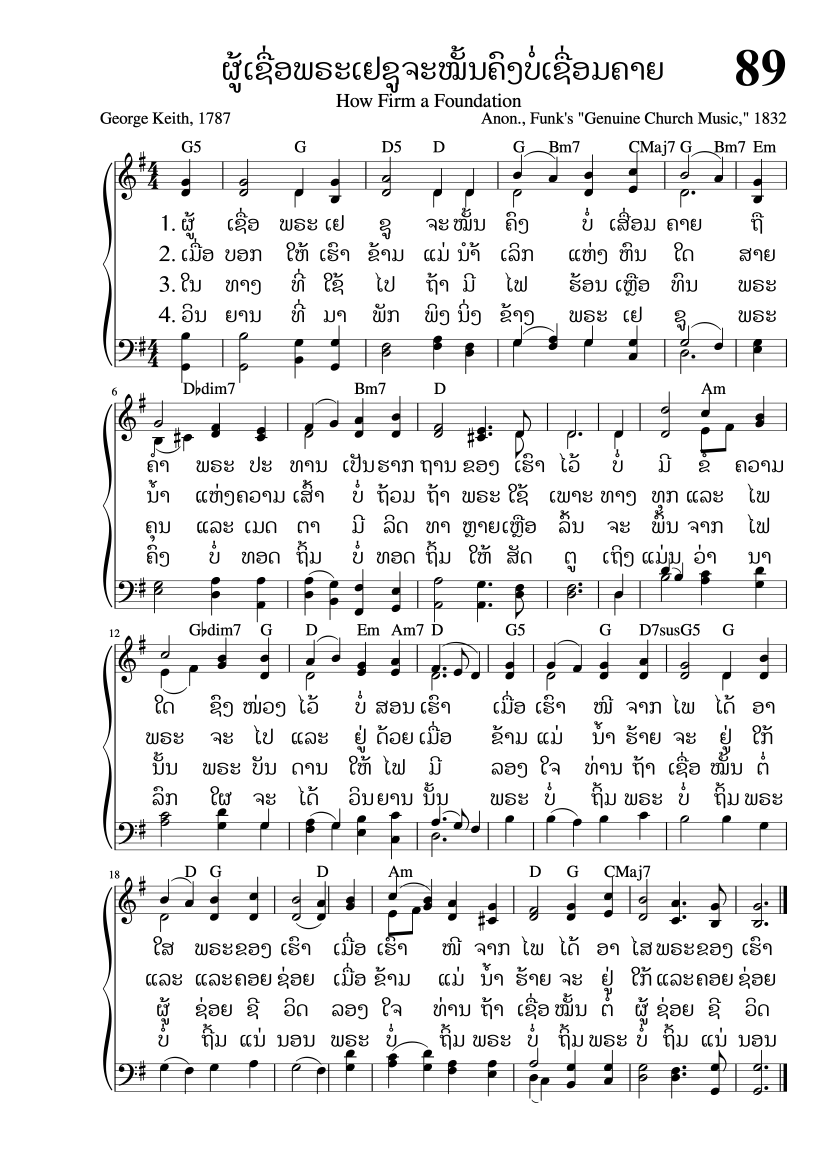 ຜູ້ເຊື່ອພຣະເຢຊູຈະໝັ້ນຄົງບໍ່ເຊື່ອມຄາຍ 89
How Firm a Foundation
George Keith, 1787 Anon., Funk's "Genuine Church Music," 1832
G5 G D5 D G Bm7 CMaj7 G Bm7 Em
1. ຜູ້ ເຊື່ອ ພຣະ ເຢ ຊູ ຈະ ໝັ້ນ ຄົງ ບໍ່ ເສື່ອມ ຄາຍ ຖື
2. ເມື່ອ ບອກ ໃຫ້ ເຮົາ ຂ້າມ ແມ່ ນ້ຳ ເລິກ ແຫ່ງ ຫົນ ໃດ ສາຍ
3. ໃນ ທາງ ທີ່ ໃຊ້ ໄປ ຖ້າ ມີ ໄຟ ຮ້ອນ ເຫຼືອ ທົນ ພຣະ
4. ວິນ ຍານ ທີ່ ມາ ພັກ ພິງ ນິ່ງ ຂ້າງ ພຣະ ເຢ ຊູ ພຣະ
6 D♭dim7 Bm7 D Am
ຄຳ ພຣະ ປະ ທານ ເປັນ ຮາກ ຖານ ຂອງ ເຮົາ ໄວ້ ບໍ່ ມີ ຂໍ້ ຄວາມ
ນ້ຳ ແຫ່ງ ຄວາມ ເສົ້າ ບໍ່ ຖ້ວມ ຖ້າ ພຣະ ໃຊ້ ເພາະ ທາງ ທຸກ ແລະ ໄພ
ຄຸນ ແລະ ເມດ ຕາ ມີ ລິດ ທາ ຫຼາຍ ເຫຼືອ ລົ້ນ ຈະ ພົ້ນ ຈາກ ໄຟ
ຄົງ ບໍ່ ທອດ ຖິ້ມ ບໍ່ ທອດ ຖິ້ມ ໃຫ້ ສັດ ຕູ ເຖິງ ແມ່ນ ວ່າ ນາ
12 G♭dim7 G D Em Am7 D G5 G D7sus G5 G
ໃດ ຊົງ ໜ່ວງ ໄວ້ ບໍ່ ສອນ ເຮົາ ເມື່ອ ເຮົາ ໜີ ຈາກ ໄພ ໄດ້ ອາ
ພຣະ ຈະ ໄປ ແລະ ຢູ່ ດ້ວຍ ເມື່ອ ຂ້າມ ແມ່ ນ້ຳ ຮ້າຍ ຈະ ຢູ່ ໃກ້
ນັ້ນ ພຣະ ບັນ ດານ ໃຫ້ ໄຟ ມີ ລອງ ໃຈ ທ່ານ ຖ້າ ເຊື່ອ ໝັ້ນ ຕໍ່
ລົກ ໃຜ ຈະ ໄດ້ ວິນ ຍານ ນັ້ນ ພຣະ ບໍ່ ຖິ້ມ ພຣະ ບໍ່ ຖິ້ມ ພຣະ
18 D G D Am D G CMaj7
ໃສ ພຣະ ຂອງ ເຮົາ ເມື່ອ ເຮົາ ໜີ ຈາກ ໄພ ໄດ້ ອາ ໄສ ພຣະ ຂອງ ເຮົາ
ແລະ ແລະ ຄອຍ ຊ່ອຍ ເມື່ອ ຂ້າມ ແມ່ ນ້ຳ ຮ້າຍ ຈະ ຢູ່ ໃກ້ ແລະ ຄອຍ ຊ່ອຍ
ຜູ້ ຊ່ອຍ ຊີ ວິດ ລອງ ໃຈ ທ່ານ ຖ້າ ເຊື່ອ ໝັ້ນ ຕໍ່ ຜູ້ ຊ່ອຍ ຊີ ວິດ
ບໍ່ ຖີ້ມ ແນ່ ນອນ ພຣະ ບໍ່ ຖິ້ມ ພຣະ ບໍ່ ຖິ້ມ ພຣະ ບໍ່ ຖິ້ມ ແນ່ ນອນ